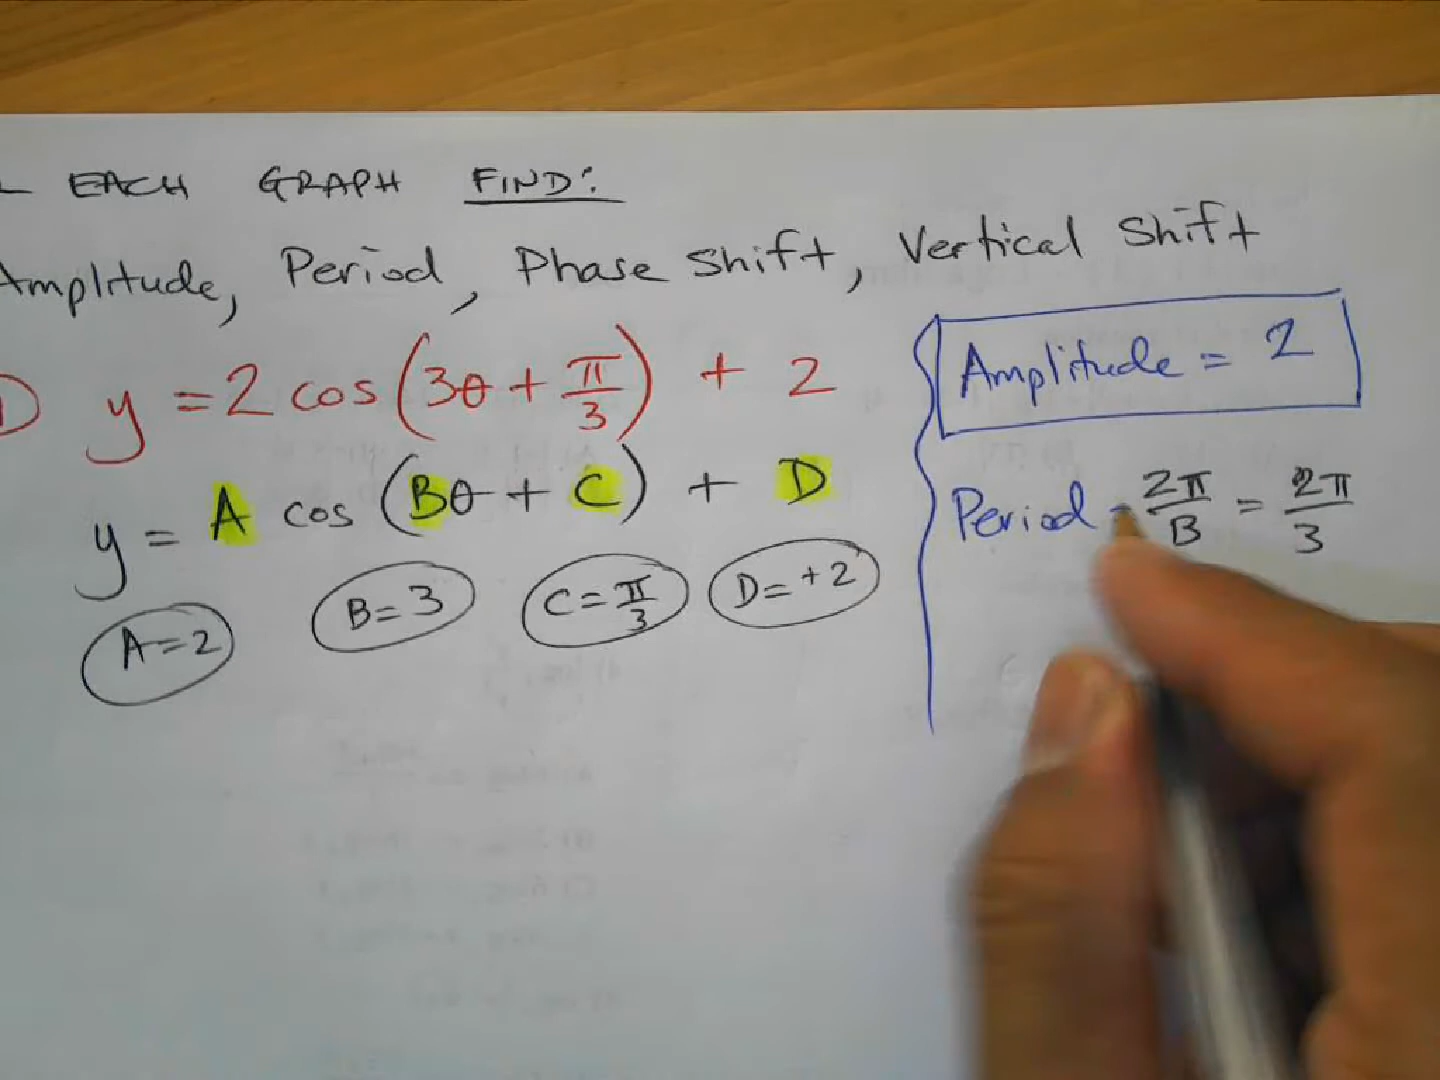 EACH GRAPH FIND:
Amplitude, Period, Phase Shift, Vertical Shift
y = 2 cos(3θ + π/3) + 2
y = A cos (Bθ + C) + D
A=2 B=3 C=π/3 D=+2
Amplitude = 2
Period = 2π/B = 2π/3